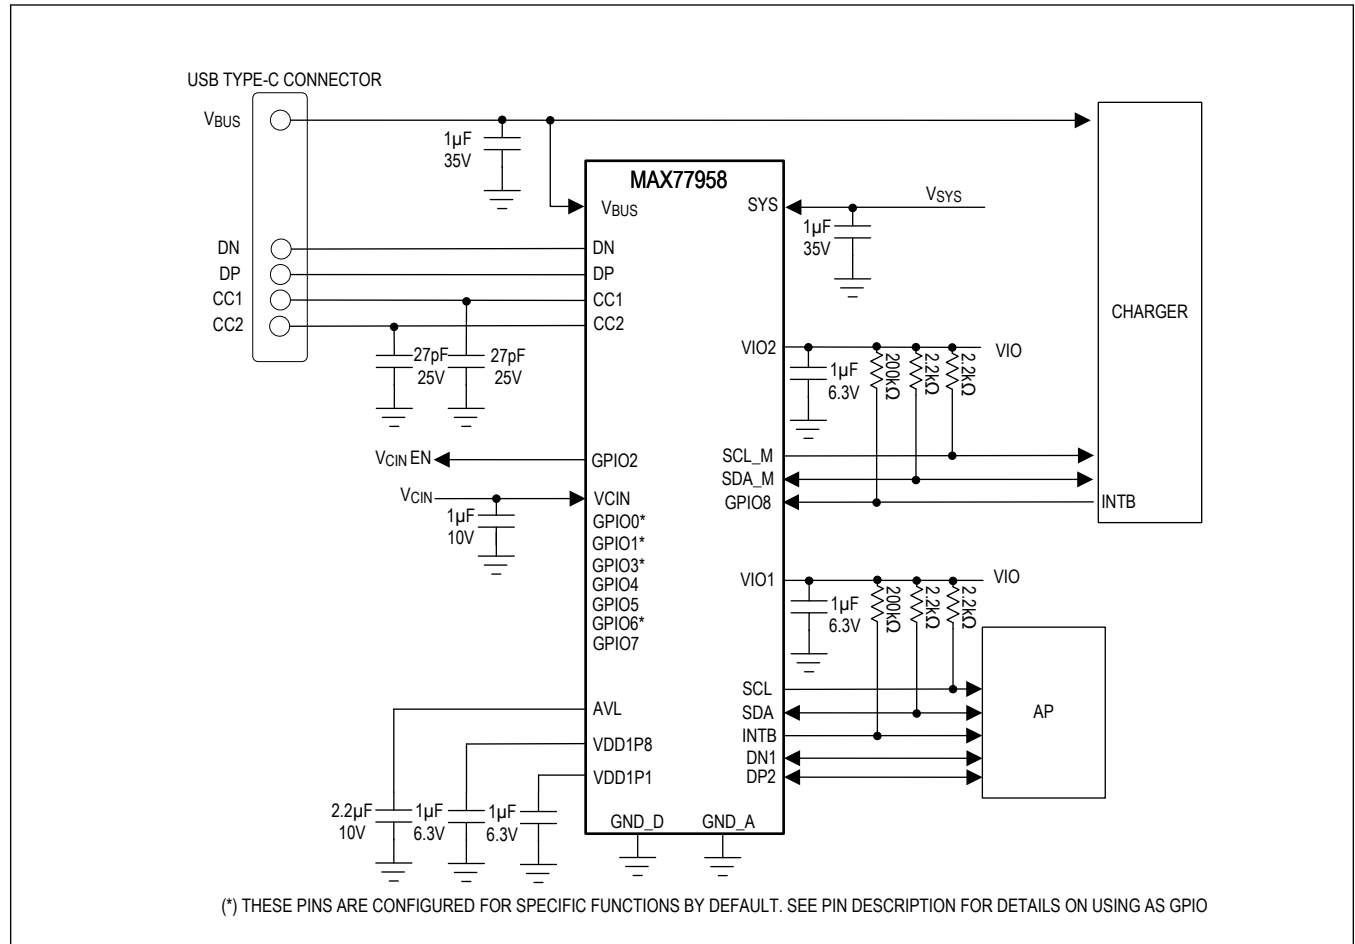 USB TYPE-C CONNECTOR
VBUS
DN
DP
CC1
CC2
1µF
35V
27pF
25V
27pF
25V
VCIN EN
VCIN
1µF
10V
2.2µF
10V
1µF
6.3V
1µF
6.3V
MAX77958
VBUS
DN
DP
CC1
CC2
GPIO2
VCIN
GPIO0*
GPIO1*
GPIO3*
GPIO4
GPIO5
GPIO6*
GPIO7
AVL
VDD1P8
VDD1P1
GND_D
GND_A
SYS
VIO2
SCL_M
SDA_M
GPIO8
VIO1
SCL
SDA
INTB
DN1
DP2
VSYS
1µF
35V
VIO
1µF
6.3V
200kΩ
2.2kΩ
2.2kΩ
CHARGER
INTB
VIO
1µF
6.3V
200kΩ
2.2kΩ
2.2kΩ
AP
(*) THESE PINS ARE CONFIGURED FOR SPECIFIC FUNCTIONS BY DEFAULT. SEE PIN DESCRIPTION FOR DETAILS ON USING AS GPIO